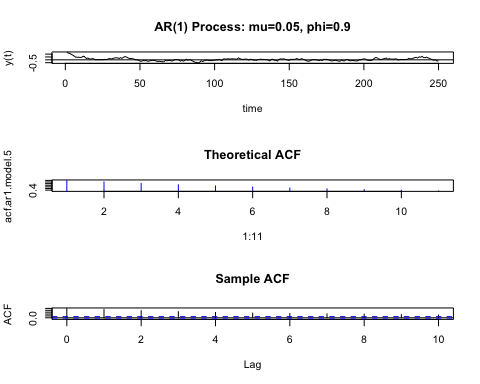 AR(1) Process: mu=0.05, phi=0.9
y(t)
-0.5
0 50 100 150 200 250
time
Theoretical ACF
acf.ar1.model.5
0.4
2 4 6 8 10
1:11
Sample ACF
ACF
0.0
0 2 4 6 8 10
Lag